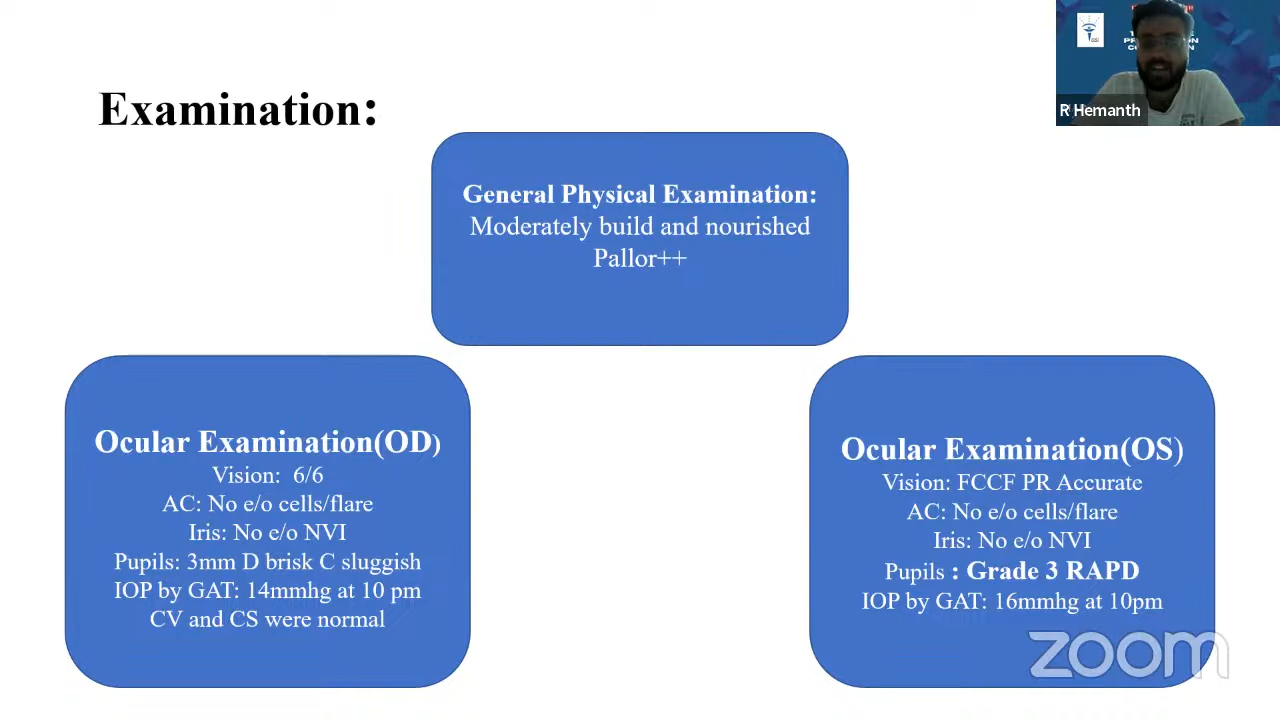 R Hemanth
Examination:
General Physical Examination:
Moderately build and nourished
Pallor++
Ocular Examination(OD)
Vision:  6/6
AC: No e/o cells/flare
Iris: No e/o NVI
Pupils: 3mm D brisk C sluggish
IOP by GAT: 14mmhg at 10 pm
CV and CS were normal
Ocular Examination(OS)
Vision: FCCF PR Accurate
AC: No e/o cells/flare
Iris: No e/o NVI
Pupils : Grade 3 RAPD
IOP by GAT: 16mmhg at 10pm
zoom